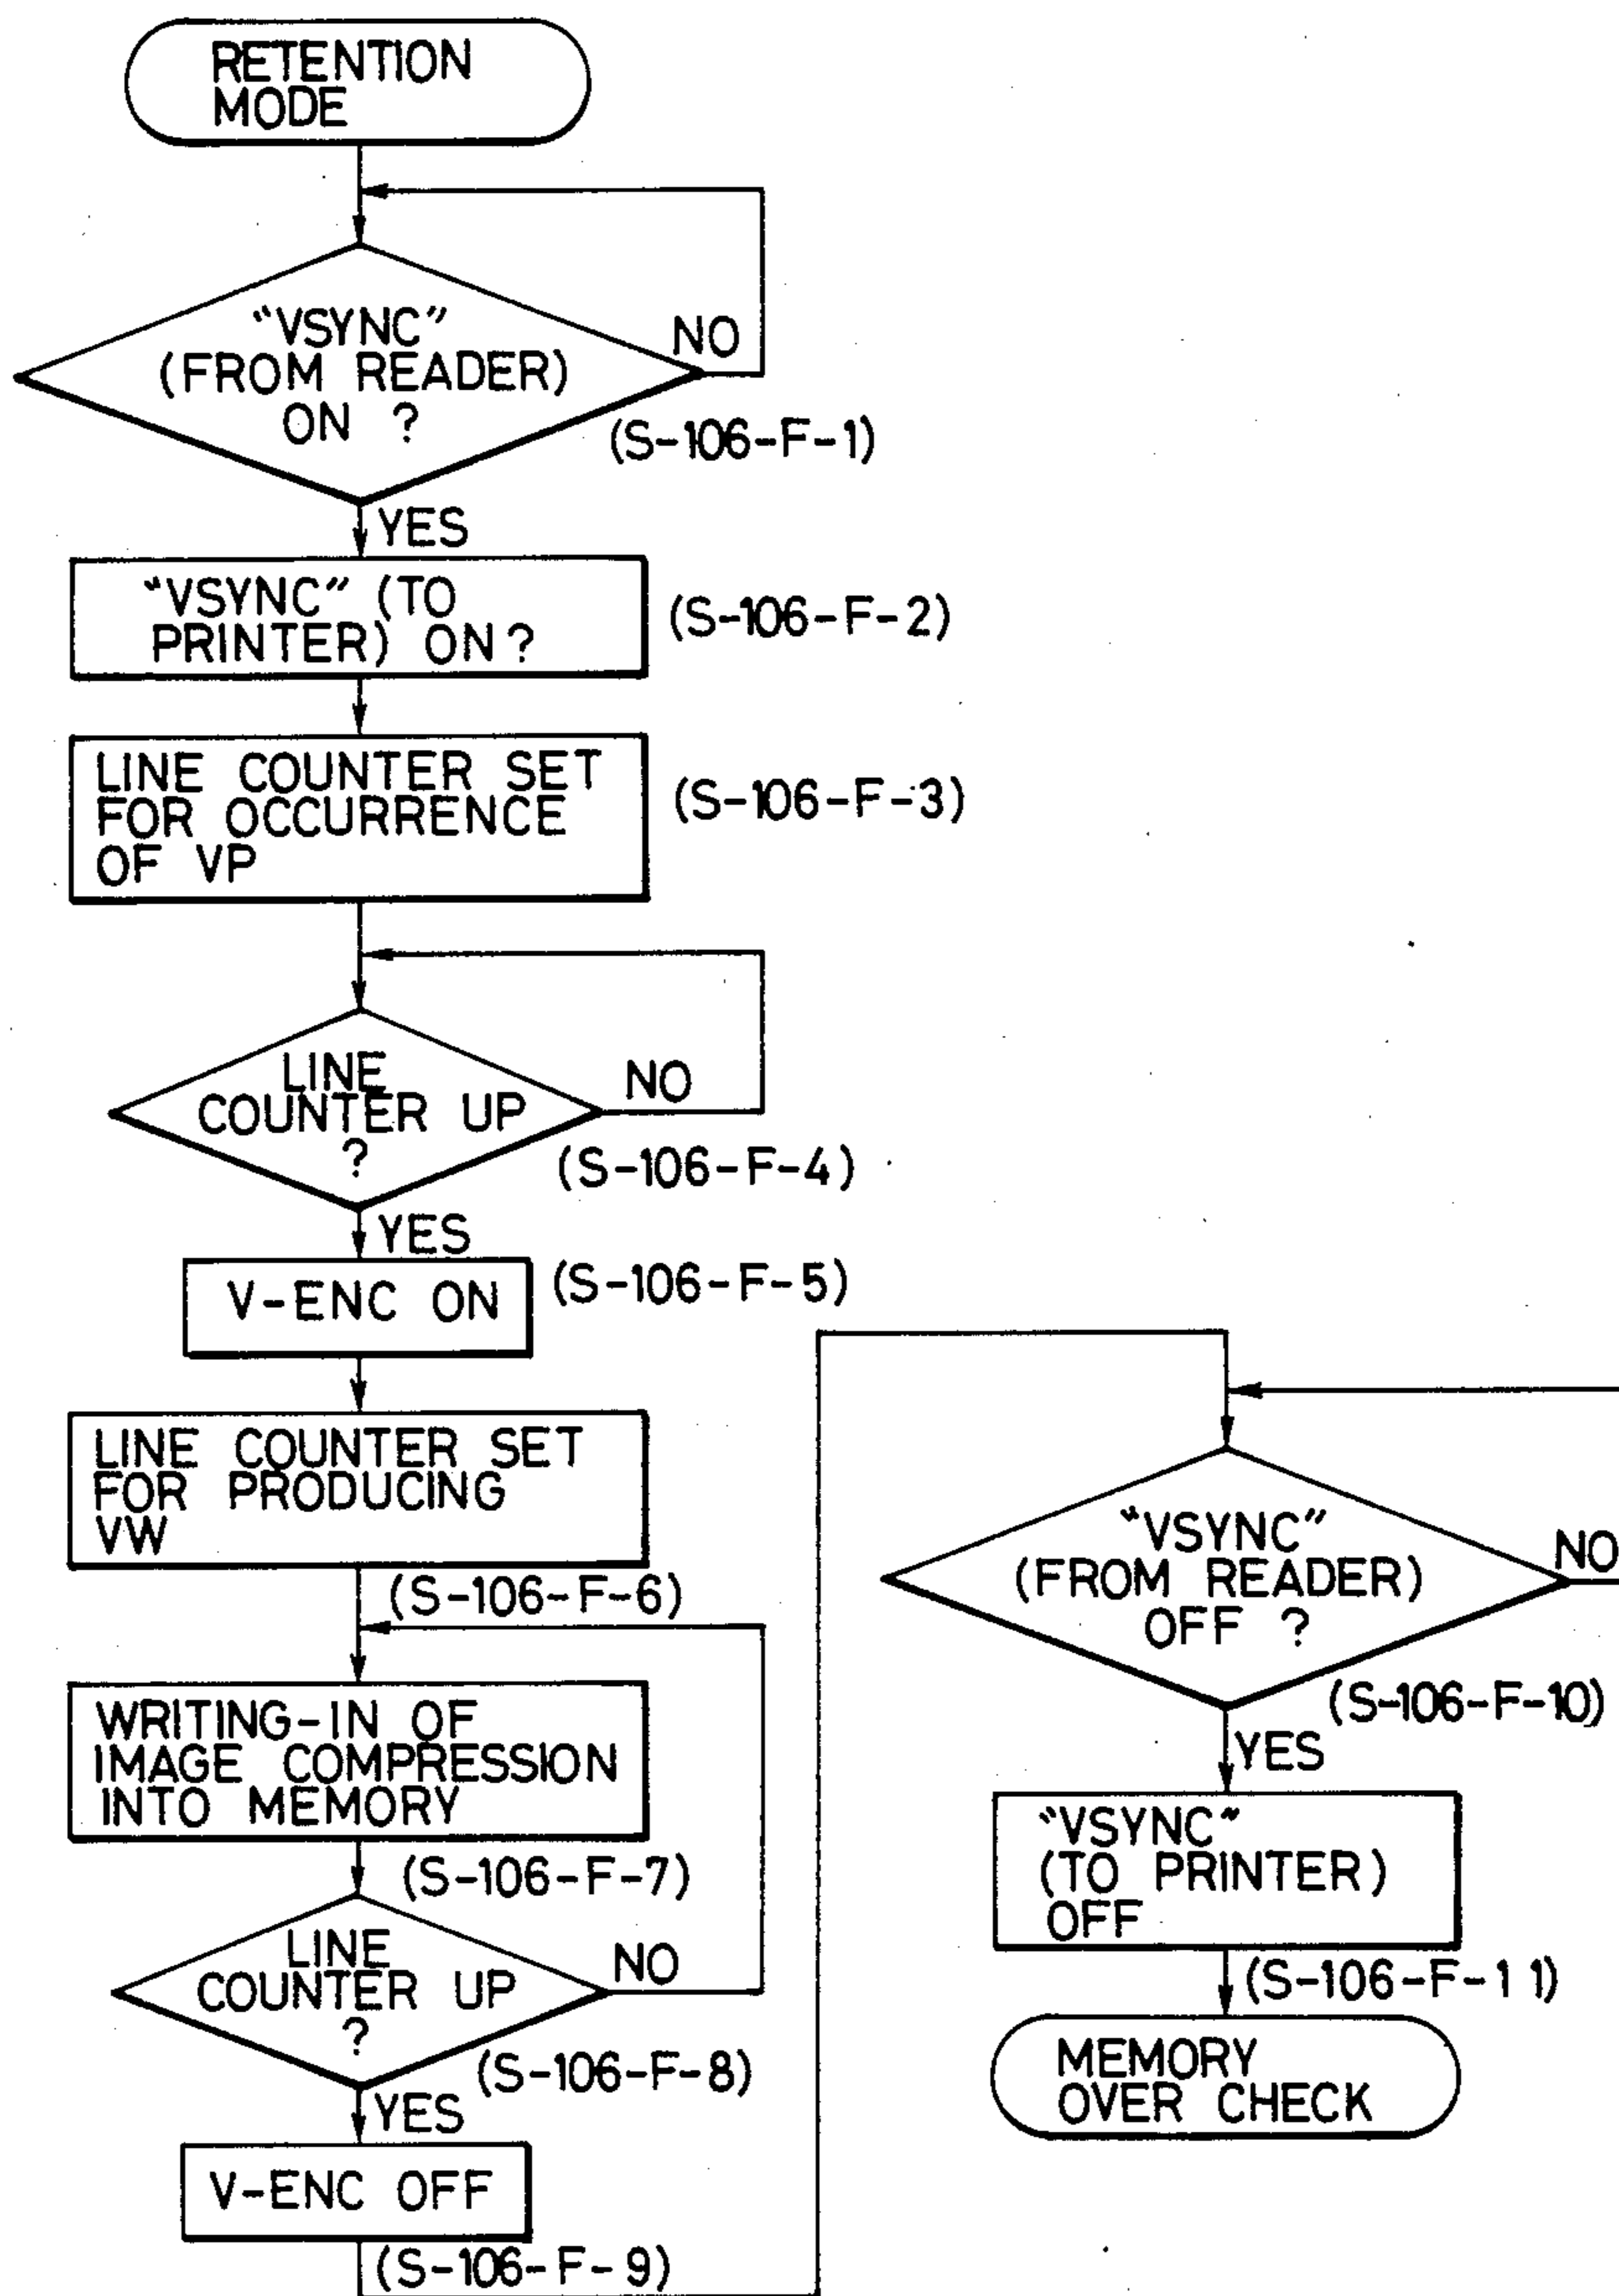 RETENTION
MODE
"VSYNC"
(FROM READER)
ON ?
NO
(S-106-F-1)
YES
"VSYNC" (TO
PRINTER) ON?
(S-106-F-2)
LINE COUNTER SET
FOR OCCURRENCE
OF VP
(S-106-F-3)
LINE
COUNTER UP
?
NO
(S-106-F-4)
YES
V-ENC ON
(S-106-F-5)
LINE COUNTER SET
FOR PRODUCING
VW
(S-106-F-6)
WRITING-IN OF
IMAGE COMPRESSION
INTO MEMORY
(S-106-F-7)
LINE
COUNTER UP
?
NO
(S-106-F-8)
YES
V-ENC OFF
(S-106-F-9)
"VSYNC"
(FROM READER)
OFF ?
NO
(S-106-F-10)
YES
"VSYNC"
(TO PRINTER)
OFF
(S-106-F-11)
MEMORY
OVER CHECK